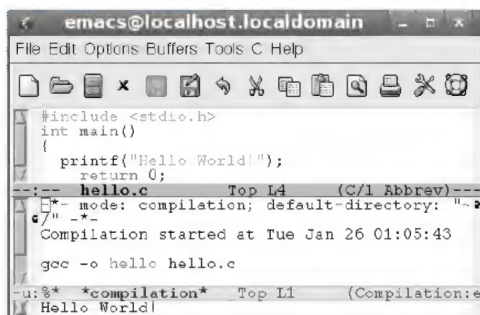 emacs@localhost.localdomain
File Edit Options Buffers Tools C Help
#include <stdio.h>
int main()
{
printf("Hello World!");
return 0;
--:-- hello.c Top L4 (C/l Abbrev)---
-*- mode: compilation; default-directory: "~
/" -*-
Compilation started at Tue Jan 26 01:05:43
gcc -o hello hello.c
-u:%* *compilation* Top L1 (Compilation:e
Hello World!